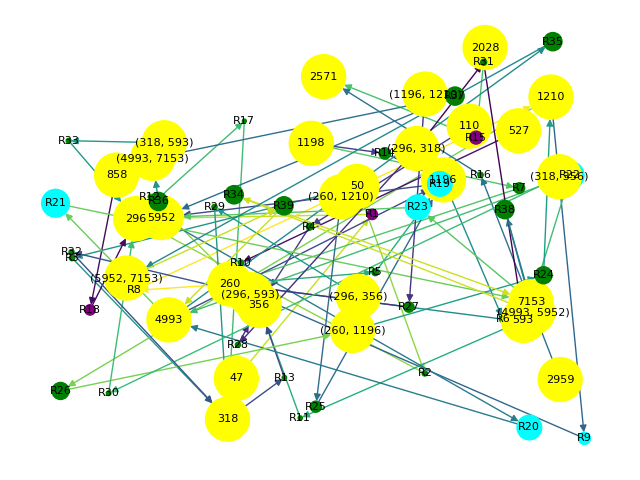 2028
R35
R31
2571
(1196, 1210)
R37
1210
110
R15
527
R17
R33
(318, 593)
1198
R14
(296, 318)
(4993, 7153)
858
R16
R7
(318, 356)
R22
1196
R19
50
R34
R36
(260, 1210)
R21
R29
R39
R1
R23
R38
296
5952
R4
R32
R3
R10
R5
R24
(5952, 7153)
R8
260
(296, 593)
(296, 356)
R18
356
R27
7153
(4993, 5952)
4993
R6
593
(260, 1196)
R28
R2
2959
47
R13
R26
R30
R25
318
R11
R20
R9